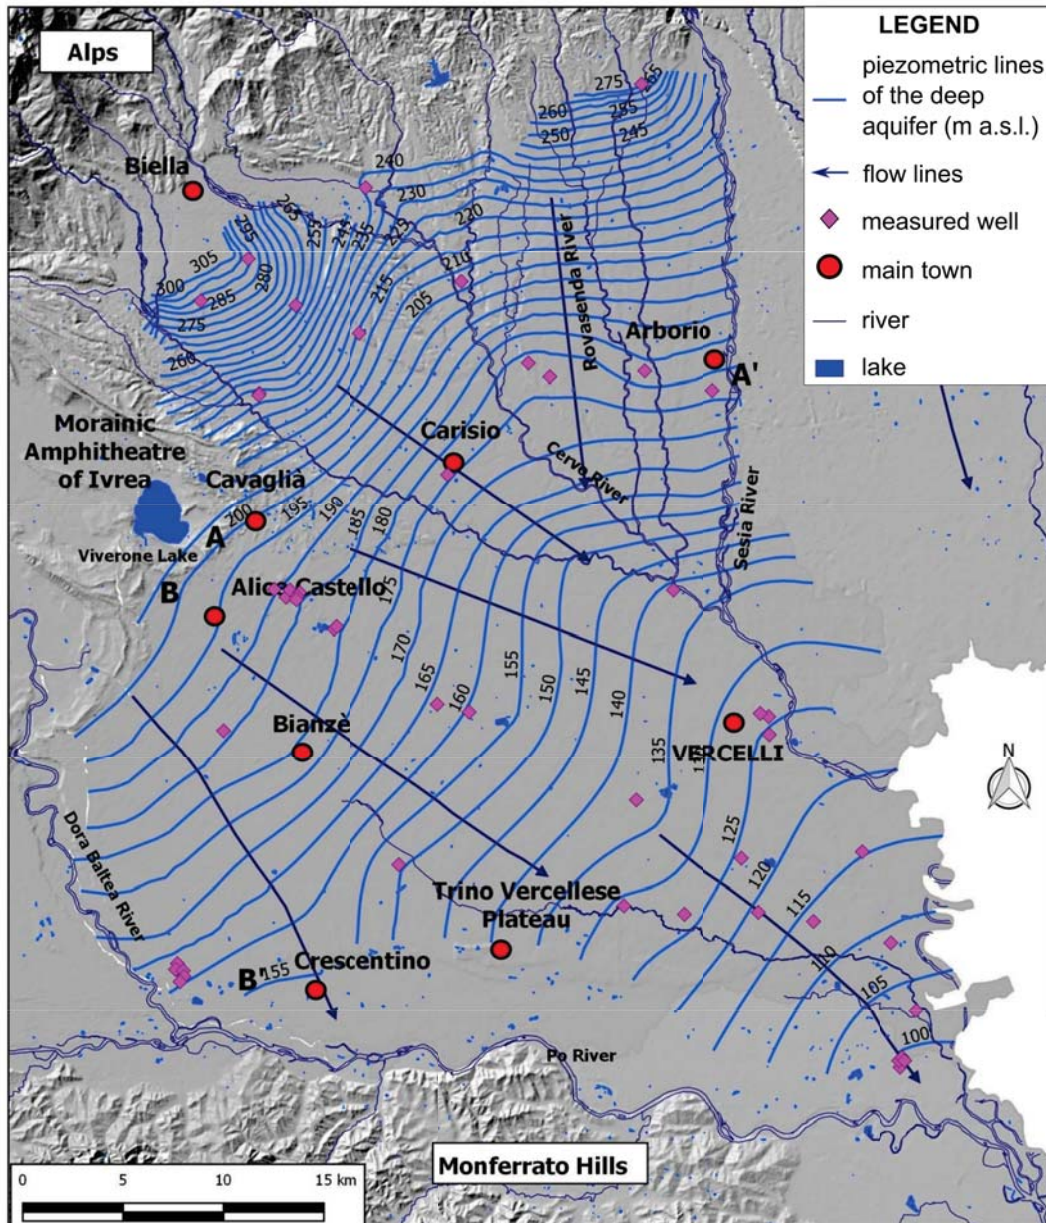 Alps
LEGEND
piezometric lines
of the deep
aquifer (m a.s.l.)
flow lines
measured well
main town
river
lake
275
265
260
255
250
245
Biella
240
230
220
265
295
255
245
235
225
210
305
280
300
285
215
205
275
260
Rovasenda River
Arborio
A'
Morainic
Amphitheatre
of Ivrea
Carisio
Cervo River
Cavaglià
200
195
190
185
180
A
Sesia River
Viverone Lake
B
Alice Castello
175
170
165
160
155
150
145
140
135
Bianzè
VERCELLI
N
125
120
115
Dora Baltea River
Trino Vercellese
Plateau
110
105
100
B'
155
Crescentino
Po River
Monferrato Hills
0
5
10
15 km